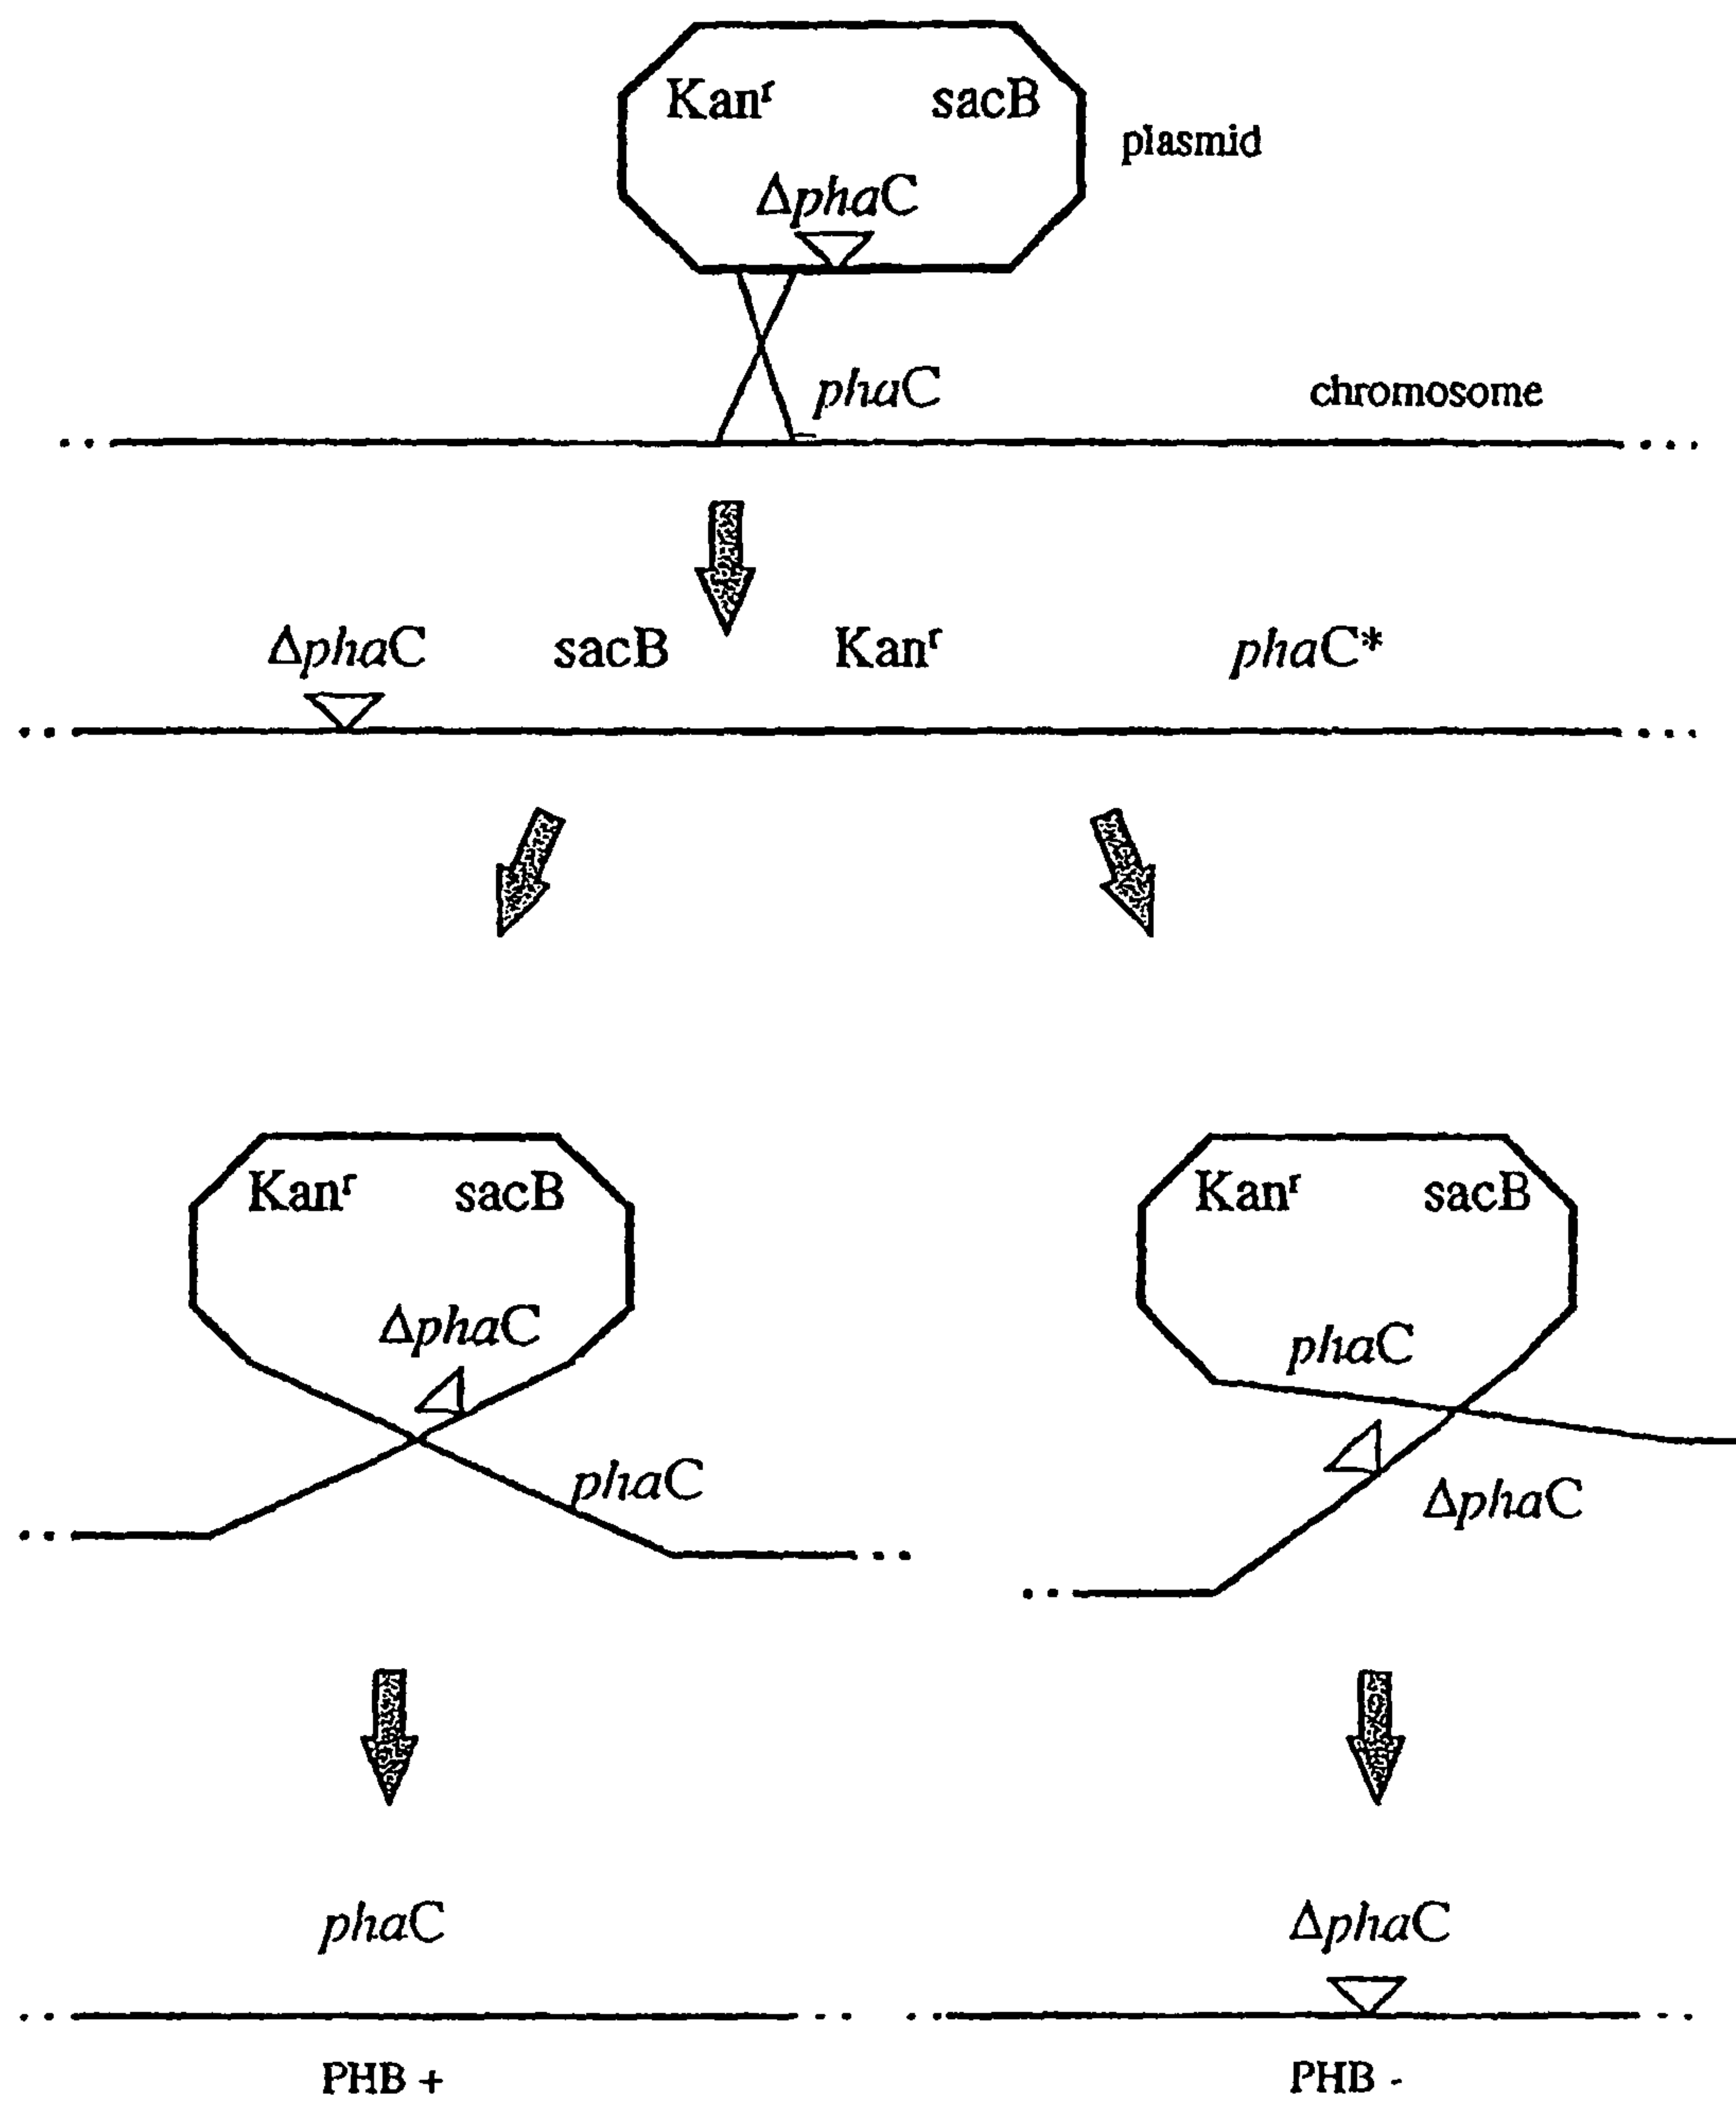 Kanʳ sacB
plasmid
ΔphaC
phaC
chromosome
ΔphaC sacB Kanʳ phaC*
Kanʳ sacB
ΔphaC
phaC
Kanʳ sacB
phaC
ΔphaC
phaC
PHB +
ΔphaC
PHB -